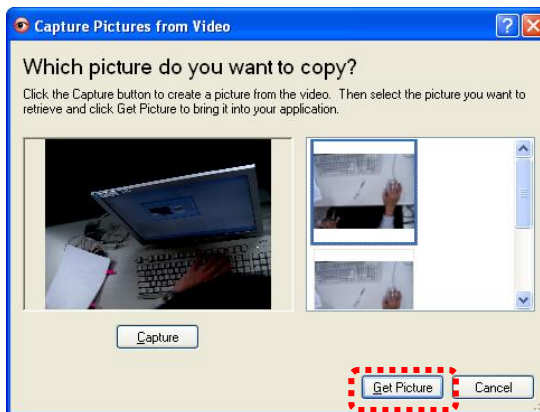 Capture Pictures from Video
Which picture do you want to copy?
Click the Capture button to create a picture from the video. Then select the picture you want to
retrieve and click Get Picture to bring it into your application.
Capture
Get Picture
Cancel